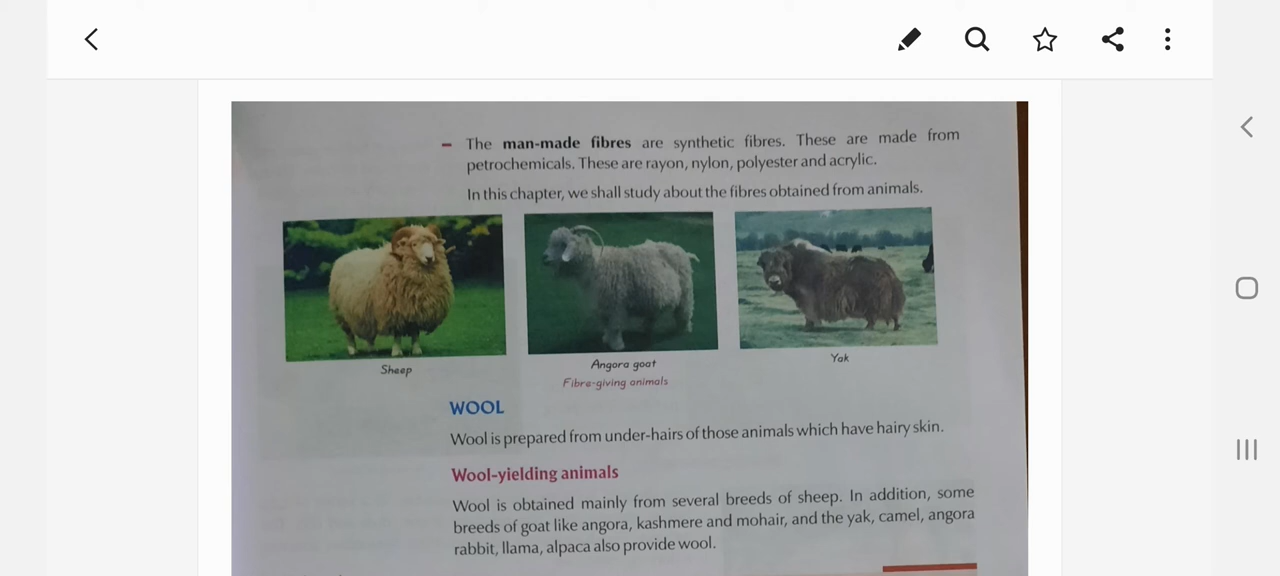 – The man-made fibres are synthetic fibres. These are made from
petrochemicals. These are rayon, nylon, polyester and acrylic.
In this chapter, we shall study about the fibres obtained from animals.
Sheep
Angora goat
Yak
Fibre-giving animals
WOOL
Wool is prepared from under-hairs of those animals which have hairy skin.
Wool-yielding animals
Wool is obtained mainly from several breeds of sheep. In addition, some
breeds of goat like angora, kashmere and mohair, and the yak, camel, angora
rabbit, llama, alpaca also provide wool.